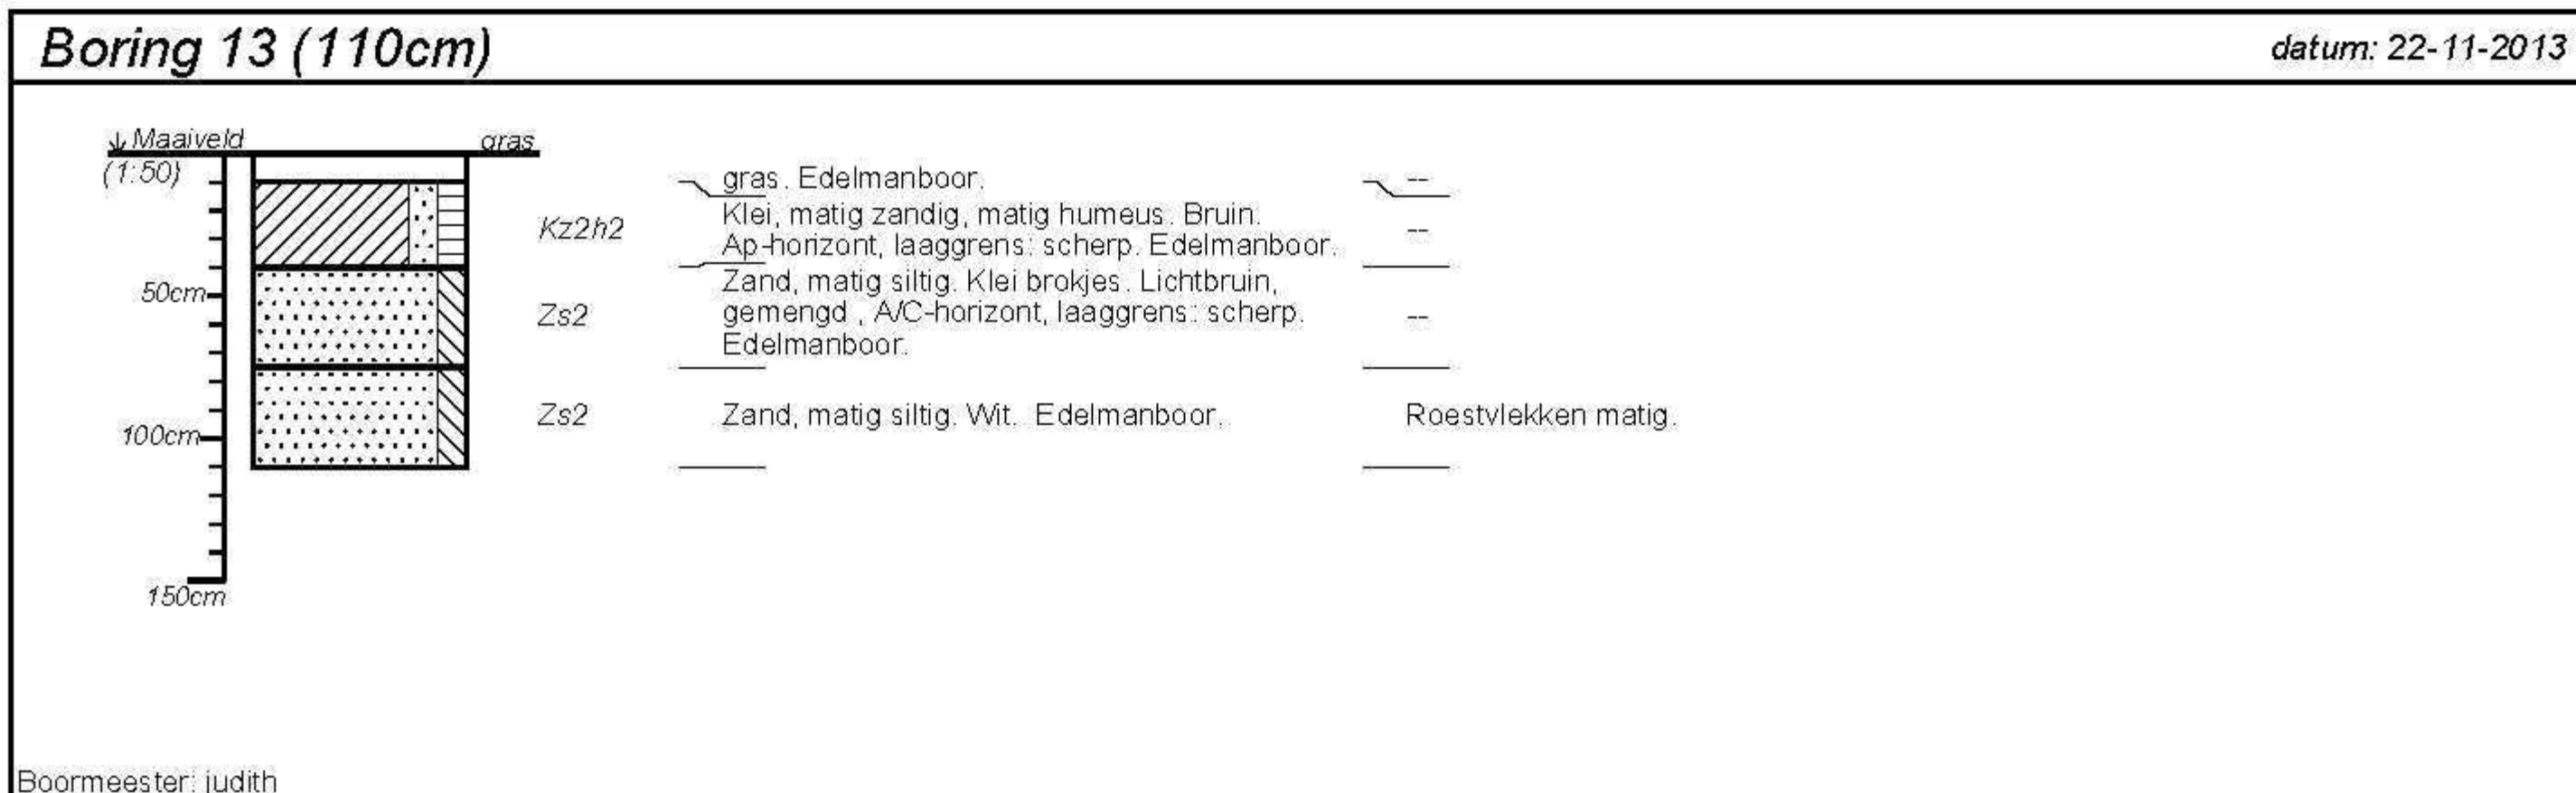 Boring 13 (110cm)
datum: 22-11-2013
Maaiveld
gras
(1:50)
gras. Edelmanboor.
--
Kz2h2
Klei, matig zandig, matig humeus. Bruin.
Ap-horizont, laaggrens: scherp. Edelmanboor.
--
50cm
Zs2
Zand, matig siltig. Klei brokjes. Lichtbruin,
gemengd , A/C-horizont, laaggrens: scherp.
Edelmanboor.
--
100cm
Zs2
Zand, matig siltig. Wit. Edelmanboor.
Roestvlekken matig.
150cm
Boormeester: judith